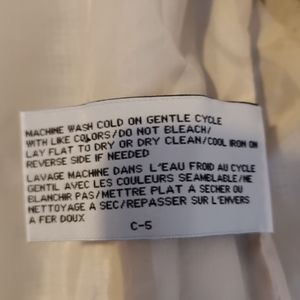 MACHINE WASH COLD ON GENTLE CYCLE
WITH LIKE COLORS/DO NOT BLEACH/
LAY FLAT TO DRY OR DRY CLEAN/COOL IRON ON
REVERSE SIDE IF NEEDED
LAVAGE MACHINE DANS L'EAU FROID AU CYCLE
GENTIL AVEC LES COULEURS SEAMBLABLE/NE
BLANCHIR PAS/METTRE PLAT A SECHER OU
NETTOYAGE A SEC/REPASSER SUR L'ENVERS
A FER DOUX
C-5